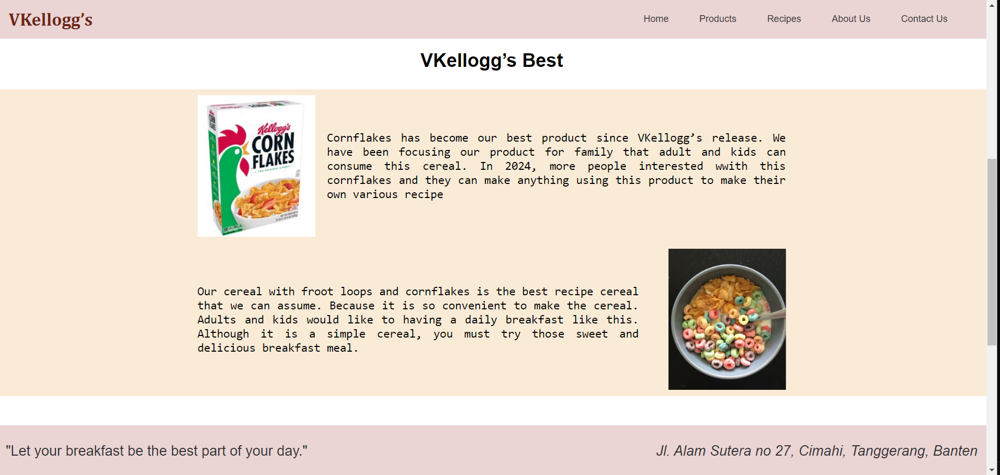 VKellogg’s
Home Products Recipes About Us Contact Us
VKellogg’s Best
Kellogg's
CORN
FLAKES
CORN
FLAKES
Cornflakes has become our best product since VKellogg’s release. We
have been focusing our product for family that adult and kids can
consume this cereal. In 2024, more people interested wwith this
cornflakes and they can make anything using this product to make their
own various recipe
Our cereal with froot loops and cornflakes is the best recipe cereal
that we can assume. Because it is so convenient to make the cereal.
Adults and kids would like to having a daily breakfast like this.
Although it is a simple cereal, you must try those sweet and
delicious breakfast meal.
"Let your breakfast be the best part of your day."
Jl. Alam Sutera no 27, Cimahi, Tanggerang, Banten